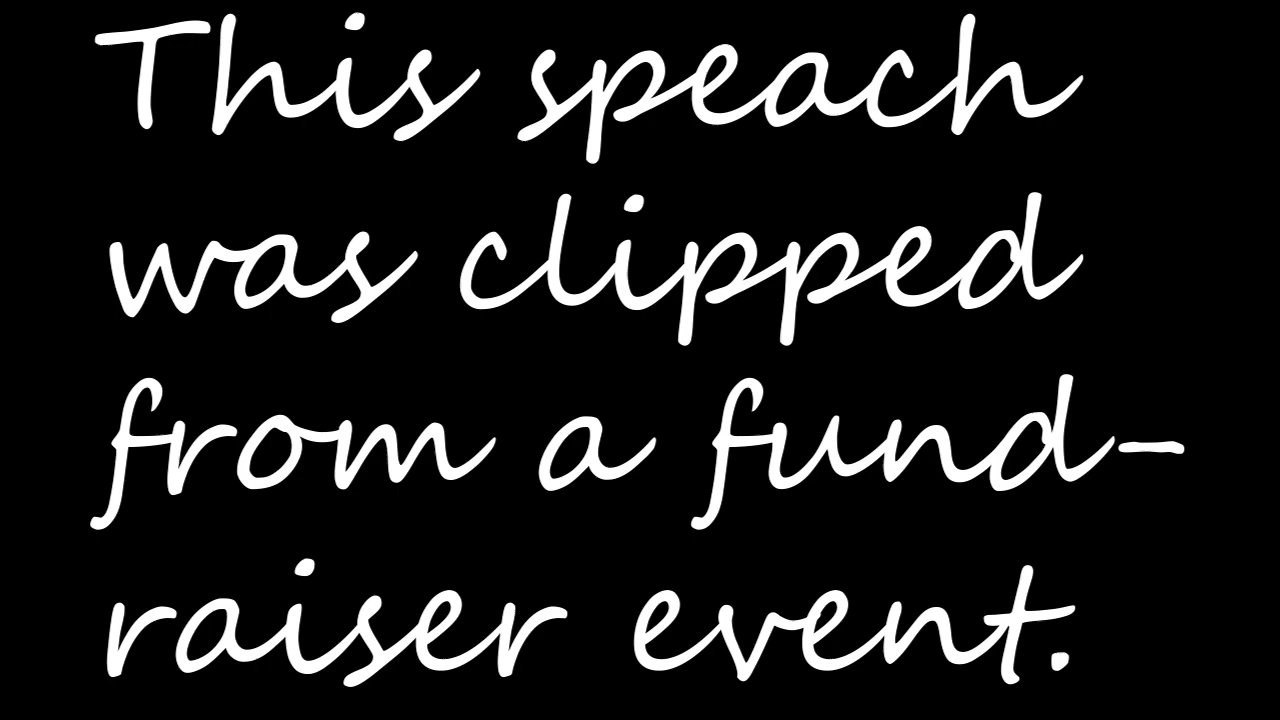 This speach
was clipped
from a fund-
raiser event.